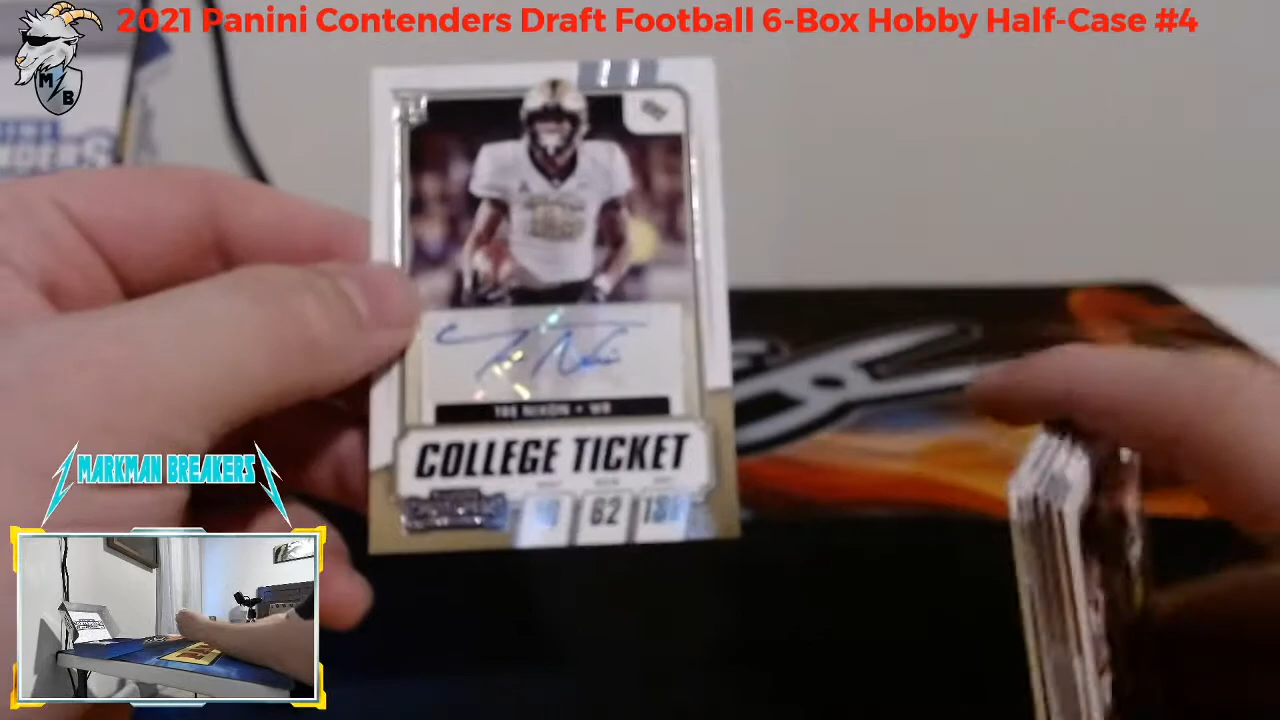 2021 Panini Contenders Draft Football 6-Box Hobby Half-Case #4
M B
TRE NIXON • WR
COLLEGE TICKET
62
MARKMAN BREAKERS